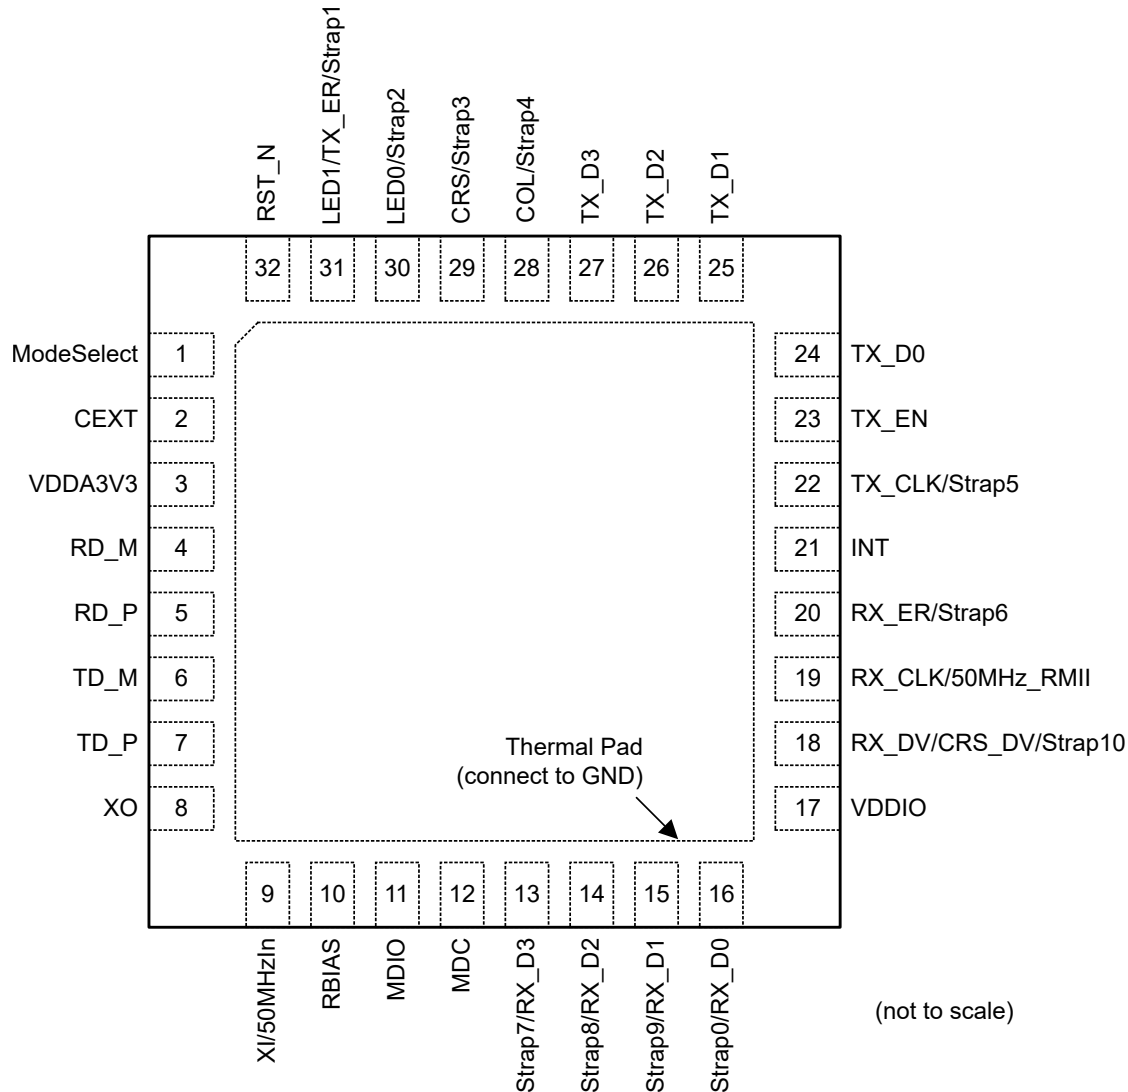 RST_N
LED1/TX_ER/Strap1
LED0/Strap2
CRS/Strap3
COL/Strap4
TX_D3
TX_D2
TX_D1
32
31
30
29
28
27
26
25
ModeSelect 1
CEXT 2
VDDA3V3 3
RD_M 4
RD_P 5
TD_M 6
TD_P 7
XO 8
24 TX_D0
23 TX_EN
22 TX_CLK/Strap5
21 INT
20 RX_ER/Strap6
19 RX_CLK/50MHz_RMII
18 RX_DV/CRS_DV/Strap10
17 VDDIO
Thermal Pad
(connect to GND)
9
10
11
12
13
14
15
16
XI/50MHzIn
RBIAS
MDIO
MDC
Strap7/RX_D3
Strap8/RX_D2
Strap9/RX_D1
Strap0/RX_D0
(not to scale)